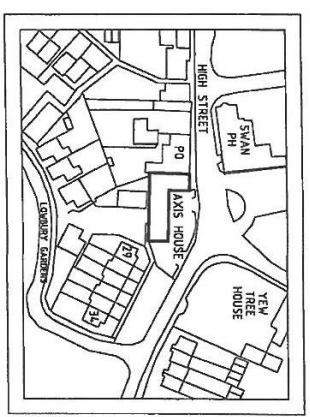 HIGH STREET
SWAN
PH
PO
AXIS HOUSE
YEW
TREE
HOUSE
29
34
LOWBURY GARDENS